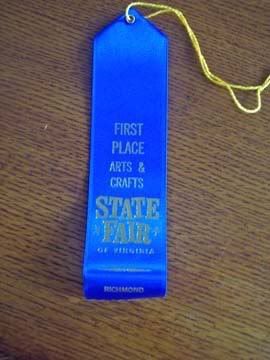 FIRST
PLACE
ARTS &
CRAFTS
STATE
FAIR
OF VIRGINIA
RICHMOND